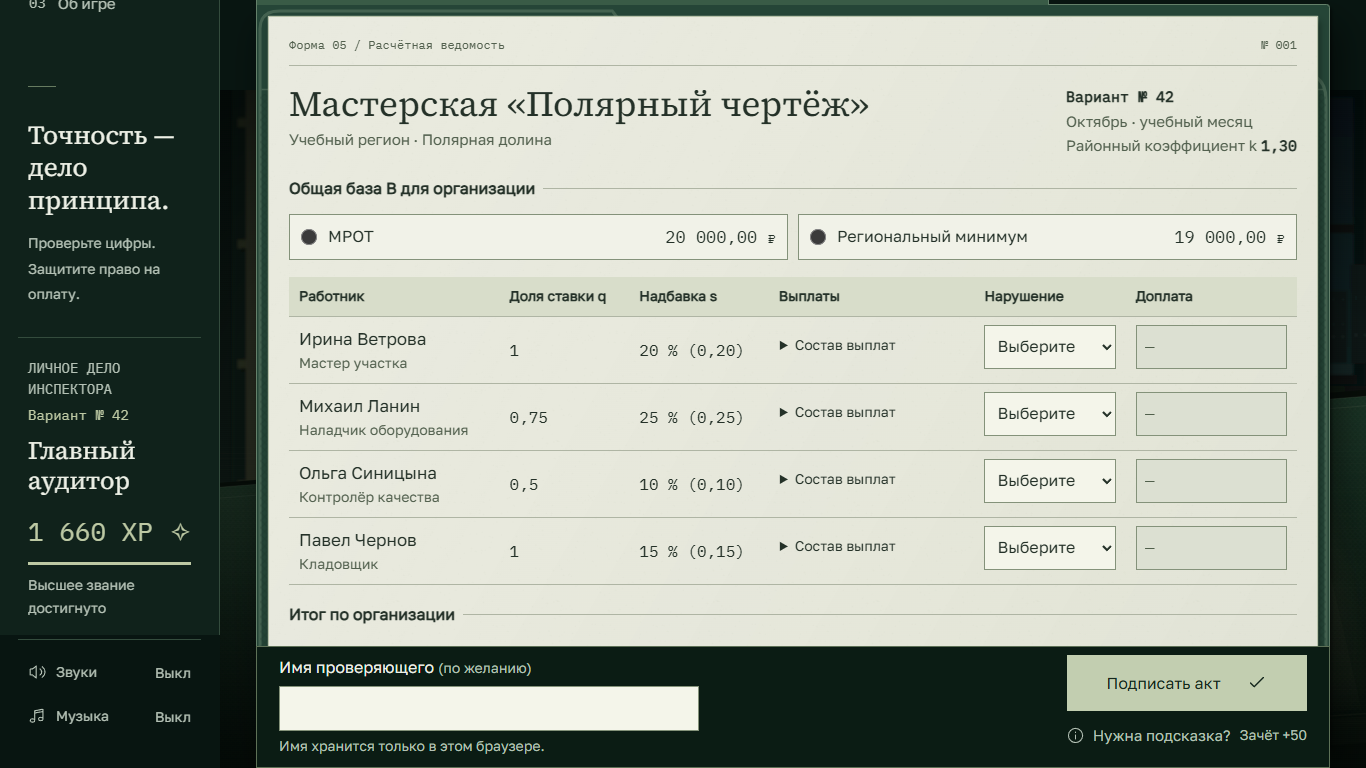 03 Об игре
Точность —
дело
принципа.
Проверьте цифры.
Защитите право на
оплату.
ЛИЧНОЕ ДЕЛО
ИНСПЕКТОРА
Вариант № 42
Главный
аудитор
1 660 XP
Высшее звание
достигнуто
Звуки Выкл
Музыка Выкл
Форма 05 / Расчётная ведомость № 001
Мастерская «Полярный чертёж»
Учебный регион · Полярная долина
Вариант № 42
Октябрь · учебный месяц
Районный коэффициент k 1,30
Общая база B для организации
МРОТ 20 000,00 ₽
Региональный минимум 19 000,00 ₽
Работник Доля ставки q Надбавка s Выплаты Нарушение Доплата
Ирина Ветрова
Мастер участка
1 20 % (0,20) Состав выплат Выберите —
Михаил Ланин
Наладчик оборудования
0,75 25 % (0,25) Состав выплат Выберите —
Ольга Синицына
Контролёр качества
0,5 10 % (0,10) Состав выплат Выберите —
Павел Чернов
Кладовщик
1 15 % (0,15) Состав выплат Выберите —
Итог по организации
Имя проверяющего (по желанию)
Имя хранится только в этом браузере.
Подписать акт
Нужна подсказка? Зачёт +50